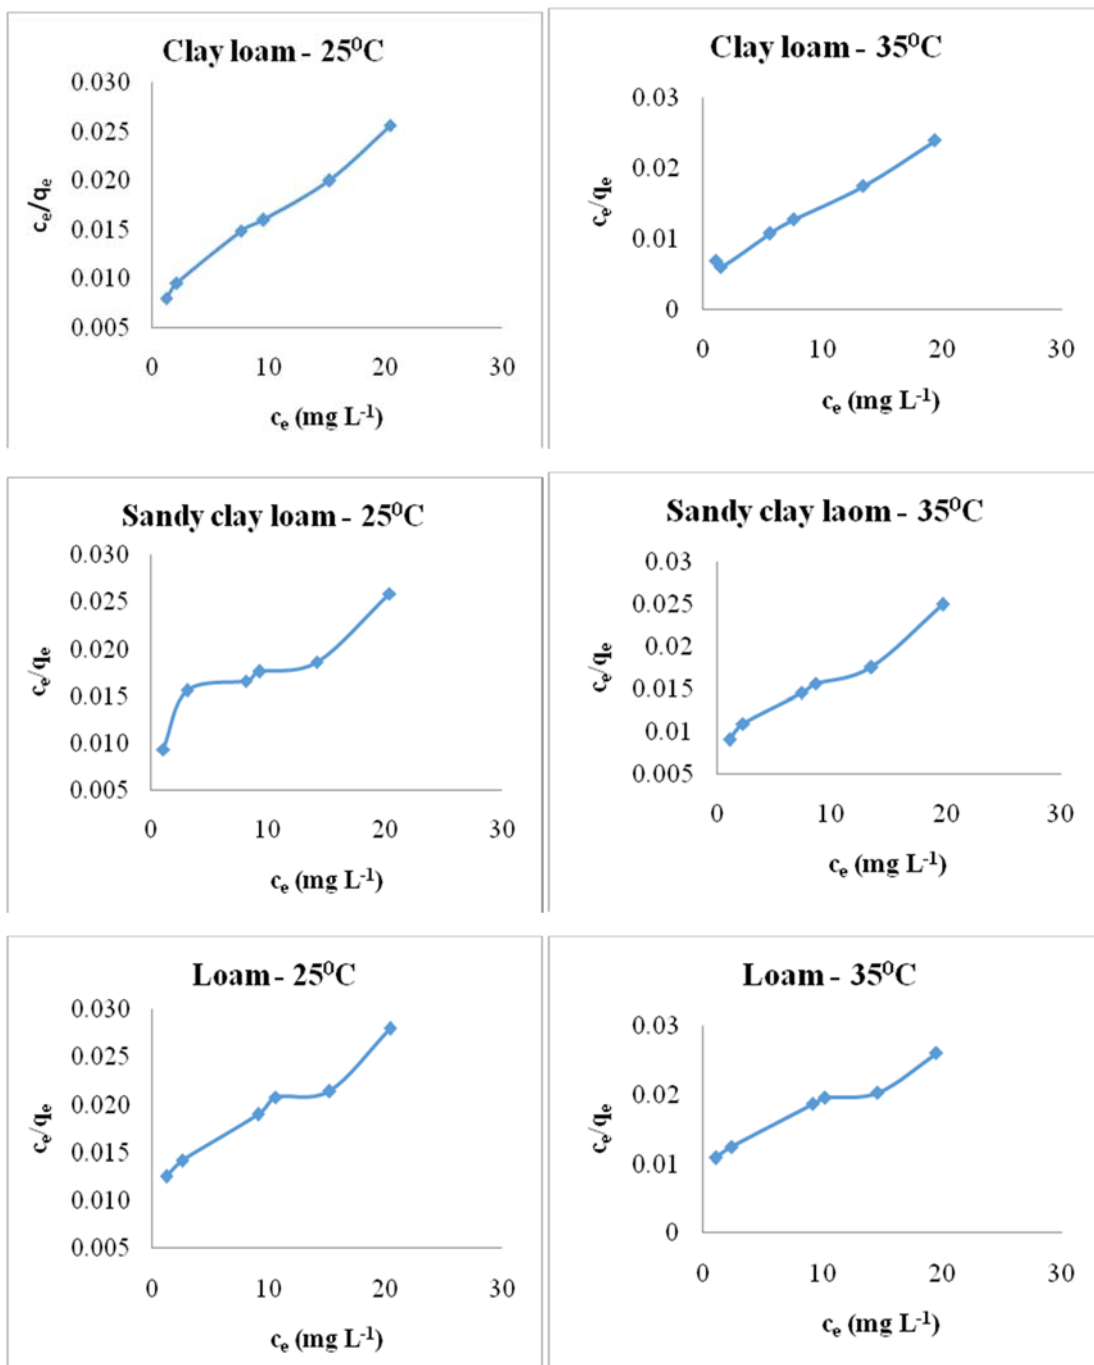 Clay loam - 25⁰C
0.030
0.025
0.020
0.015
0.010
0.005
cₑ/qₑ
0 10 20 30
cₑ (mg L⁻¹)
Clay loam - 35⁰C
0.03
0.02
0.01
0
cₑ/qₑ
0 10 20 30
cₑ (mg L⁻¹)
Sandy clay loam - 25⁰C
0.030
0.025
0.020
0.015
0.010
0.005
cₑ/qₑ
0 10 20 30
cₑ (mg L⁻¹)
Sandy clay laom - 35⁰C
0.03
0.025
0.02
0.015
0.01
0.005
cₑ/qₑ
0 10 20 30
cₑ (mg L⁻¹)
Loam - 25⁰C
0.030
0.025
0.020
0.015
0.010
0.005
cₑ/qₑ
0 10 20 30
cₑ (mg L⁻¹)
Loam - 35⁰C
0.03
0.02
0.01
0
cₑ/qₑ
0 10 20 30
cₑ (mg L⁻¹)